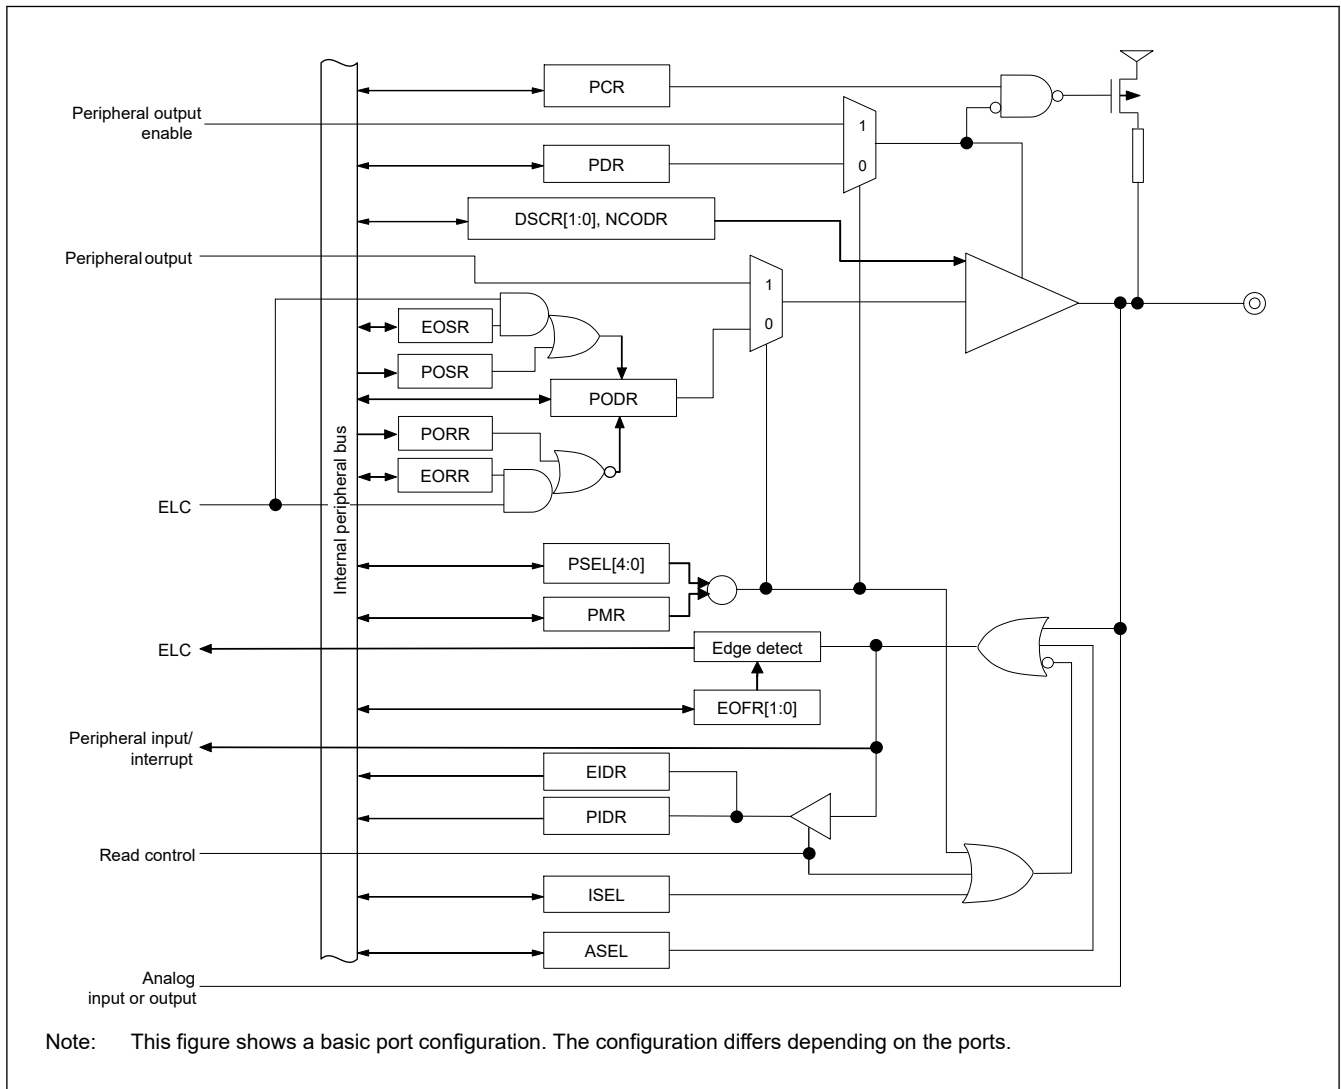 PCR
Peripheral output
enable
1
0
PDR
DSCR[1:0], NCODR
Peripheral output
1
0
EOSR
POSR
PODR
PORR
EORR
Internal peripheral bus
ELC
PSEL[4:0]
PMR
ELC
Edge detect
EOFR[1:0]
Peripheral input/
interrupt
EIDR
PIDR
Read control
ISEL
ASEL
Analog
input or output
Note: This figure shows a basic port configuration. The configuration differs depending on the ports.